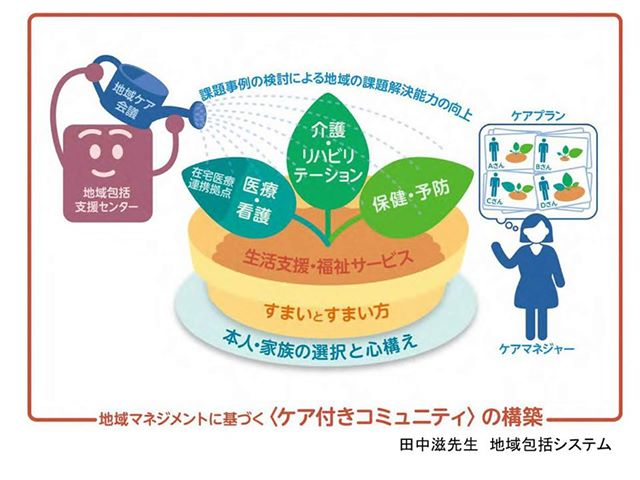 課題事例の検討による地域の課題解決能力の向上
地域ケア
会議
地域包括
支援センター
在宅医療
連携拠点
医療
・
看護
介護
・
リハビリ
テーション
保健・予防
生活支援・福祉サービス
すまいとすまい方
本人・家族の選択と心構え
ケアプラン
Aさん
Bさん
Cさん
Dさん
ケアマネジャー
地域マネジメントに基づく〈ケア付きコミュニティ〉の構築
田中滋先生 地域包括システム